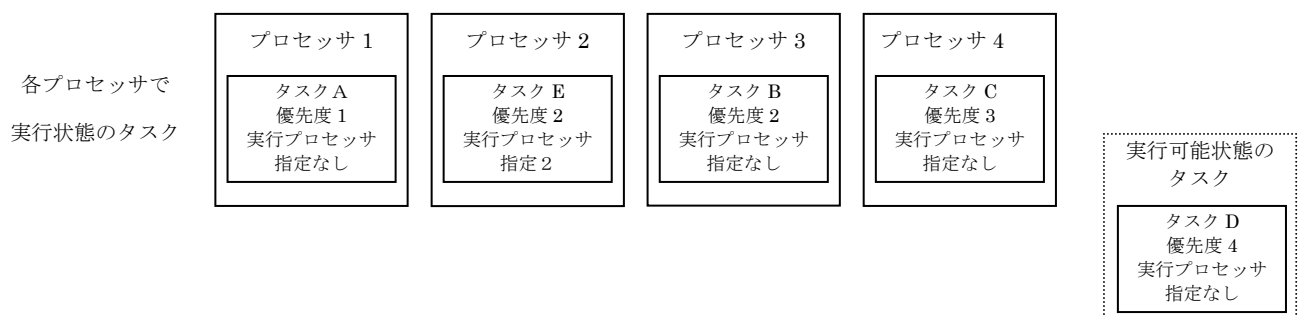 各プロセッサで
実行状態のタスク
プロセッサ 1
タスクA
優先度 1
実行プロセッサ
指定なし
プロセッサ 2
タスク E
優先度 2
実行プロセッサ
指定 2
プロセッサ 3
タスク B
優先度 2
実行プロセッサ
指定なし
プロセッサ 4
タスク C
優先度 3
実行プロセッサ
指定なし
実行可能状態の
タスク
タスク D
優先度 4
実行プロセッサ
指定なし